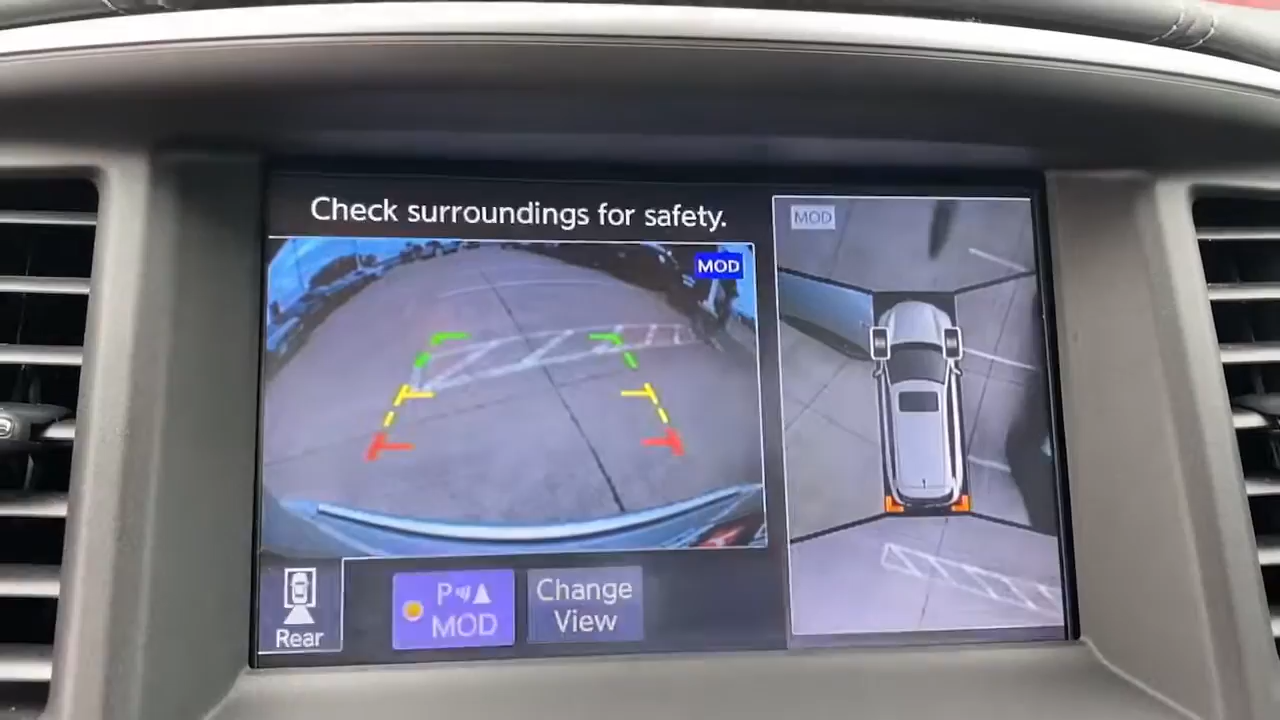 Check surroundings for safety.
MOD
MOD
Rear
P
MOD
Change
View